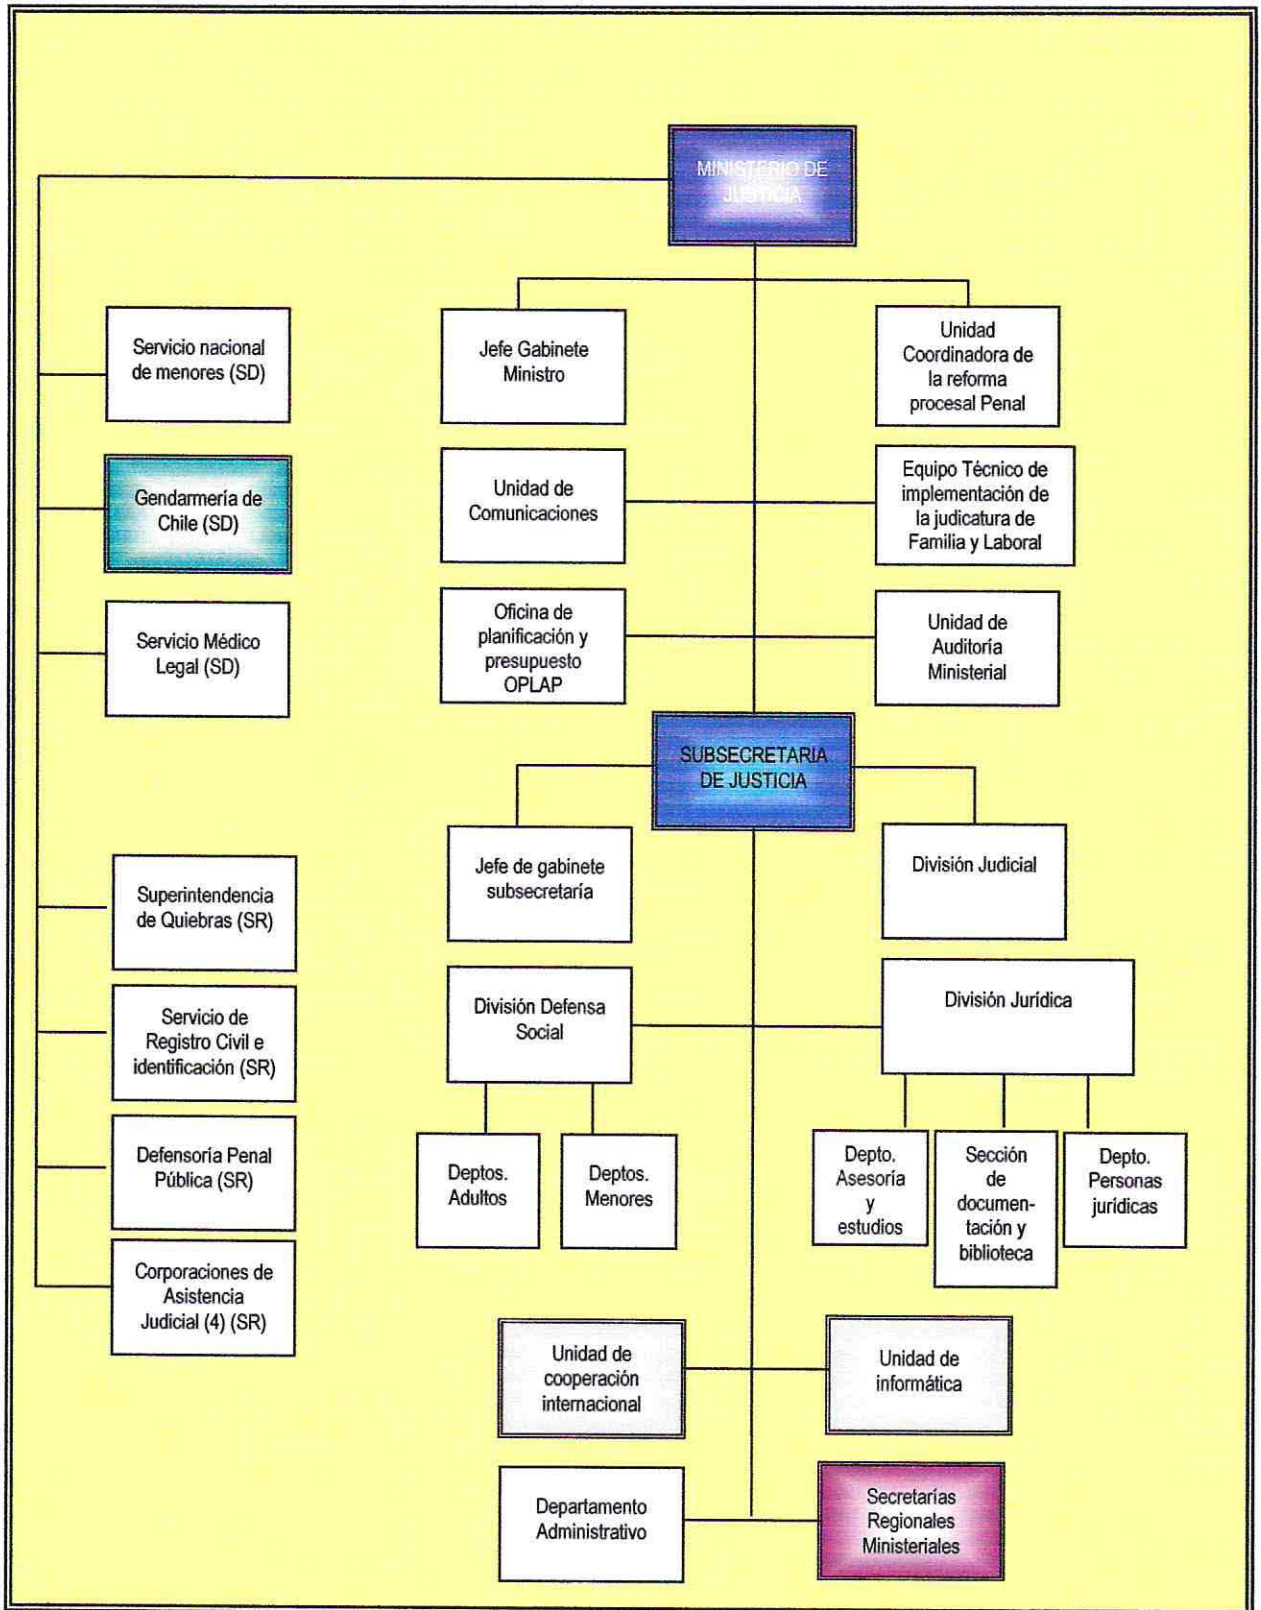 MINISTERIO DE
JUSTICIA
Servicio nacional
de menores (SD)
Jefe Gabinete
Ministro
Unidad
Coordinadora de
la reforma
procesal Penal
Gendarmería de
Chile (SD)
Unidad de
Comunicaciones
Equipo Técnico de
implementación de
la judicatura de
Familia y Laboral
Servicio Médico
Legal (SD)
Oficina de
planificación y
presupuesto
OPLAP
Unidad de
Auditoría
Ministerial
SUBSECRETARIA
DE JUSTICIA
Superintendencia
de Quiebras (SR)
Jefe de gabinete
subsecretaría
División Judicial
Servicio de
Registro Civil e
identificación (SR)
División Defensa
Social
División Jurídica
Defensoría Penal
Pública (SR)
Deptos.
Adultos
Deptos.
Menores
Depto.
Asesoría
y
estudios
Sección
de
documen-
tación y
biblioteca
Depto.
Personas
jurídicas
Corporaciones de
Asistencia
Judicial (4) (SR)
Unidad de
cooperación
internacional
Unidad de
informática
Departamento
Administrativo
Secretarías
Regionales
Ministeriales